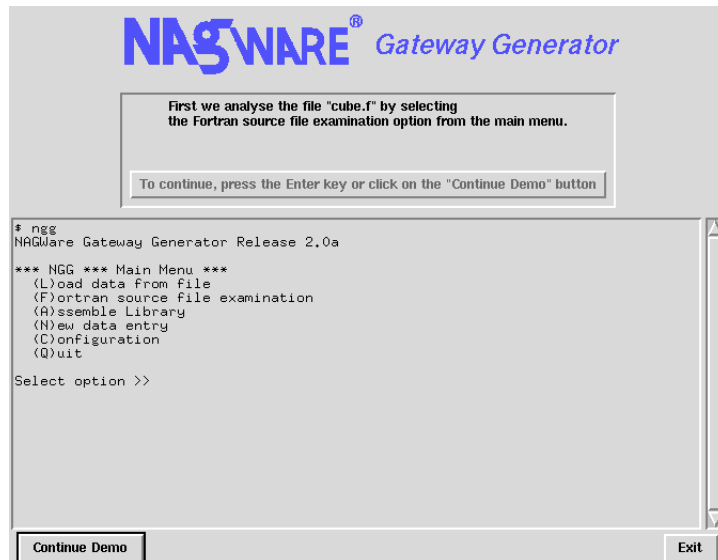 NAGWARE® Gateway Generator
First we analyse the file "cube.f" by selecting
the Fortran source file examination option from the main menu.
To continue, press the Enter key or click on the "Continue Demo" button
# ngg
NAGWare Gateway Generator Release 2.0a
*** NGG *** Main Menu ***
(L)oad data from file
(F)ortran source file examination
(A)ssemble Library
(N)ew data entry
(C)onfiguration
(Q)uit
Select option >>
Continue Demo
Exit